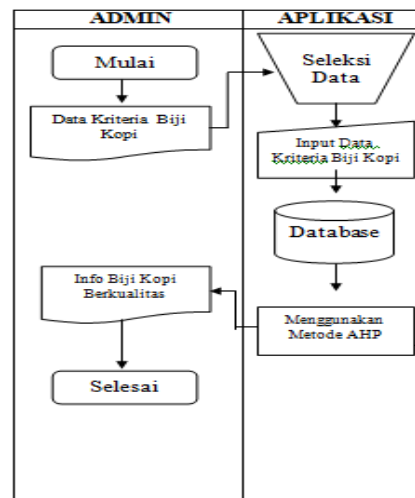 ADMIN
APLIKASI
Mulai
Data Kriteria Biji
Kopi
Seleksi
Data
Input Data
Kriteria Biji Kopi
Database
Menggunakan
Metode AHP
Info Biji Kopi
Berkualitas
Selesai